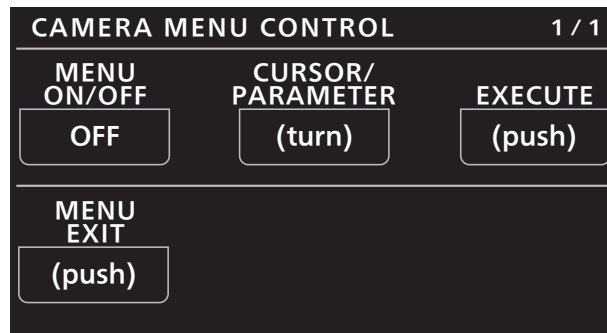 CAMERA MENU CONTROL 1 / 1
MENU
ON/OFF
OFF
CURSOR/
PARAMETER
(turn)
EXECUTE
(push)
MENU
EXIT
(push)